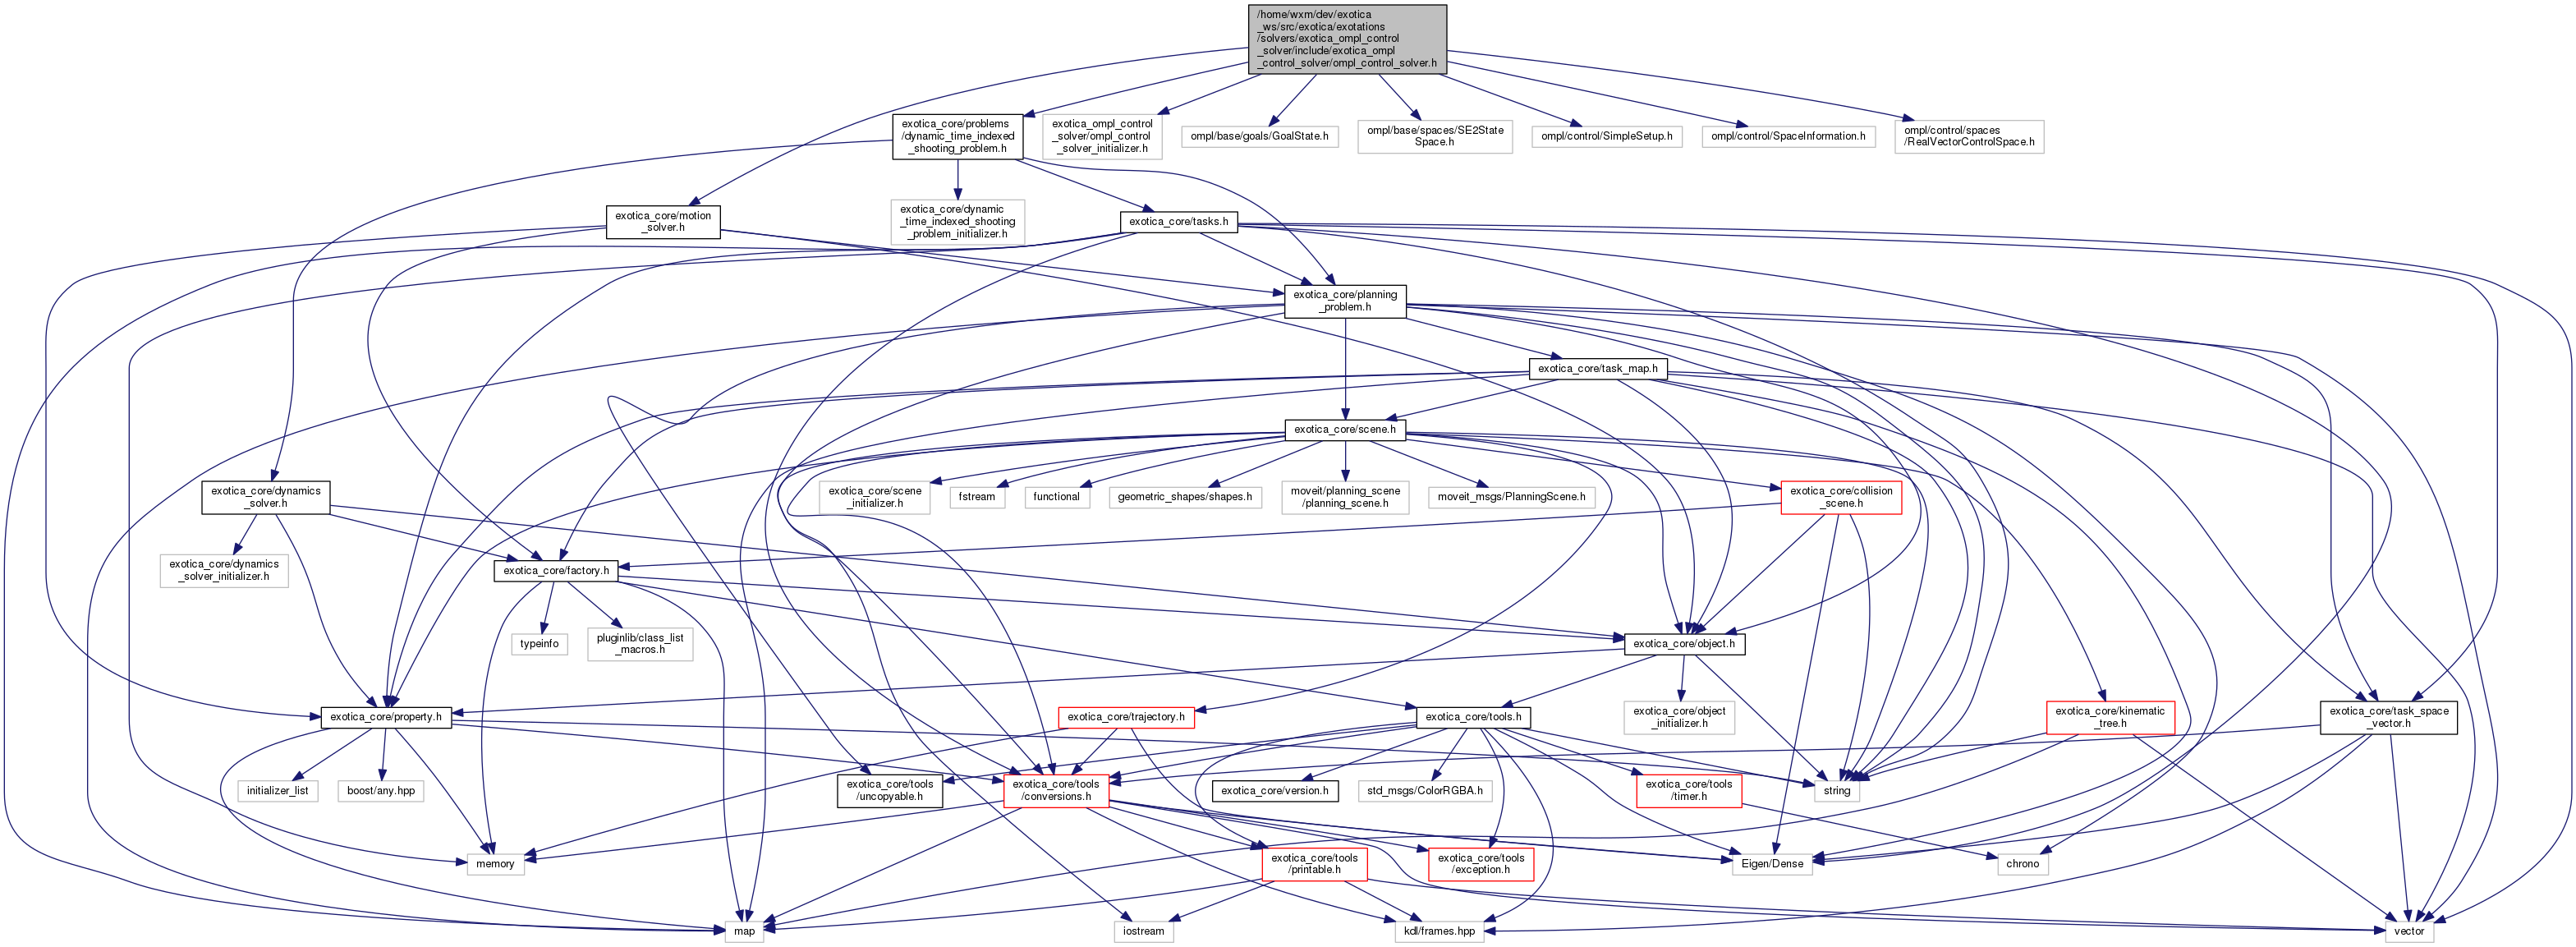 /home/wxm/dev/exotica
_ws/src/exotica/exotations
/solvers/exotica_ompl_control
_solver/include/exotica_ompl
_control_solver/ompl_control_solver.h
exotica_core/problems
/dynamic_time_indexed
_shooting_problem.h
exotica_ompl_control
_solver/ompl_control
_solver_initializer.h
ompl/base/goals/GoalState.h
ompl/base/spaces/SE2State
Space.h
ompl/control/SimpleSetup.h
ompl/control/SpaceInformation.h
ompl/control/spaces
/RealVectorControlSpace.h
exotica_core/motion
_solver.h
exotica_core/dynamic
_time_indexed_shooting
_problem_initializer.h
exotica_core/tasks.h
exotica_core/planning
_problem.h
exotica_core/task_map.h
exotica_core/scene.h
exotica_core/dynamics
_solver.h
exotica_core/scene
_initializer.h
fstream
functional
geometric_shapes/shapes.h
moveit/planning_scene
/planning_scene.h
moveit_msgs/PlanningScene.h
exotica_core/collision
_scene.h
exotica_core/dynamics
_solver_initializer.h
exotica_core/factory.h
typeinfo
pluginlib/class_list
_macros.h
exotica_core/object.h
exotica_core/property.h
exotica_core/trajectory.h
exotica_core/tools.h
exotica_core/object
_initializer.h
exotica_core/kinematic
_tree.h
exotica_core/task_space
_vector.h
initializer_list
boost/any.hpp
exotica_core/tools
/uncopyable.h
exotica_core/tools
/conversions.h
exotica_core/version.h
std_msgs/ColorRGBA.h
exotica_core/tools
/timer.h
string
memory
exotica_core/tools
/printable.h
exotica_core/tools
/exception.h
Eigen/Dense
chrono
map
iostream
kdl/frames.hpp
vector